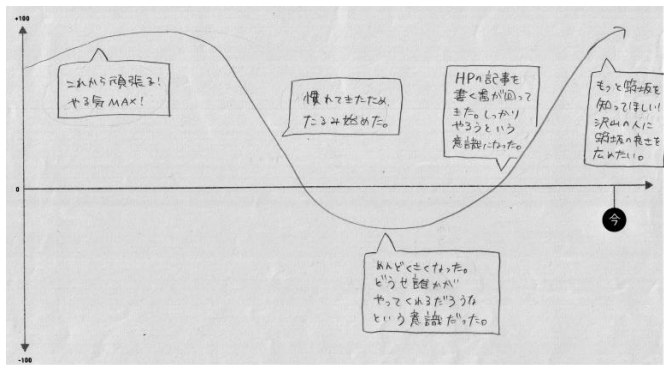 +100
これから頑張る!
やる気MAX!
慣れてきたため、
たるみ始めた。
HPの記事を
書く番が回って
きた。しっかり
やろうという
意識になった。
もっと踏坂を
知ってほしい!
沢山の人に
踏坂の良さを
広めたい。
0
今
めんどくさくなった。
どうせ誰かが
やってくれるだろうな
という意識だった。
-100